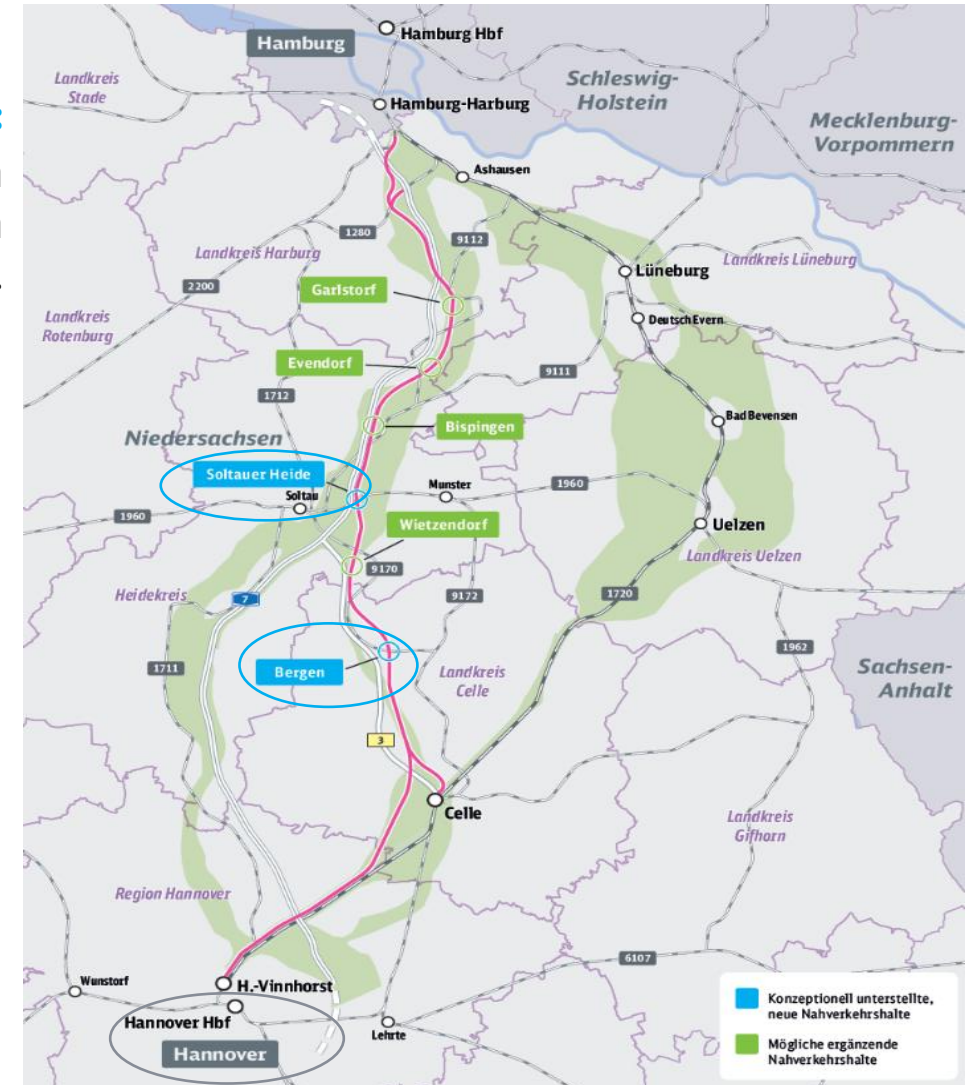 Hamburg
Hamburg Hbf
Landkreis
Stade
Schleswig-
Holstein
Hamburg-Harburg
Mecklenburg-
Vorpommern
Ashausen
1280
9112
Landkreis Harburg
Lüneburg
Landkreis Lüneburg
2200
Garlstorf
Landkreis
Rotenburg
Deutsch Evern
Evendorf
9111
1712
Bad Bevensen
Bispingen
Niedersachsen
Soltauer Heide
Soltau
Munster
1960
1960
Wietzendorf
Uelzen
Landkreis Uelzen
9170
Heidekreis
7
9172
1720
1962
1711
Bergen
Landkreis
Celle
Sachsen-
Anhalt
3
Celle
Landkreis
Gifhorn
Region Hannover
6107
Wunstorf
H.-Vinnhorst
Hannover Hbf
Lehrte
Hannover
Konzeptionell unterstellte,
neue Nahverkehrshalte
Mögliche ergänzende
Nahverkehrshalte